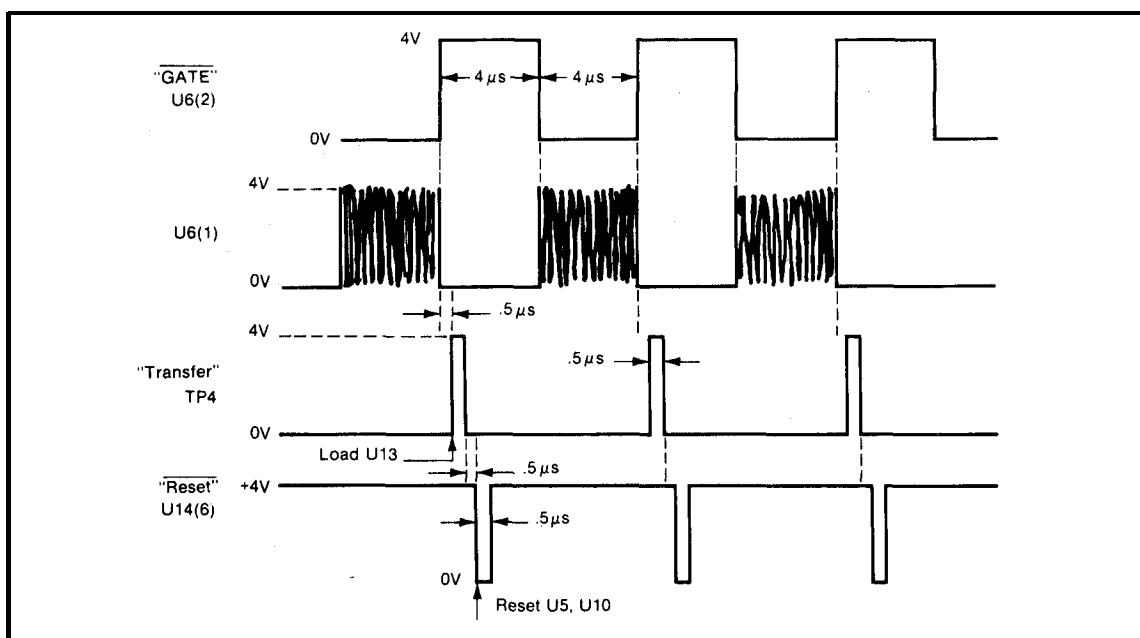 4V
"GATE"
U6(2)
4 μs
4 μs
0V
4V
U6(1)
0V
.5 μs
4V
"Transfer"
TP4
.5 μs
0V
Load U13
.5 μs
"Reset"
U14(6)
+4V
.5 μs
0V
Reset U5, U10